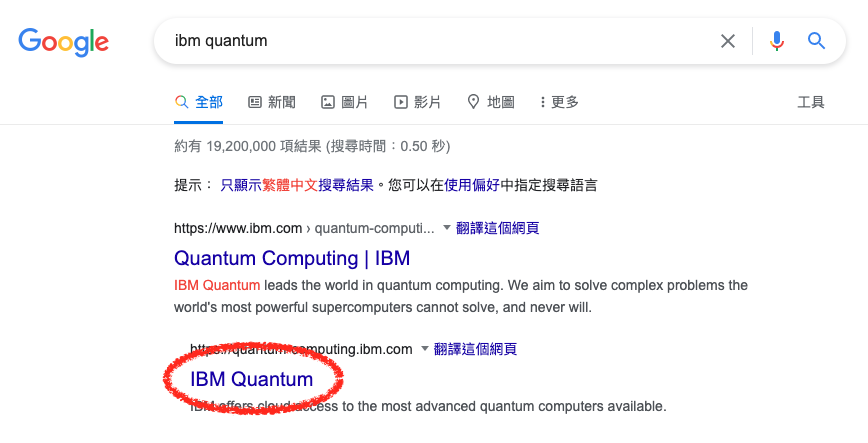 Google
ibm quantum
全部 新聞 圖片 影片 地圖 更多 工具
約有 19,200,000 項結果 (搜尋時間：0.50 秒)
提示： 只顯示繁體中文搜尋結果。您可以在使用偏好中指定搜尋語言
https://www.ibm.com › quantum-computi... 翻譯這個網頁
Quantum Computing | IBM
IBM Quantum leads the world in quantum computing. We aim to solve complex problems the
world's most powerful supercomputers cannot solve, and never will.
https://quantum-computing.ibm.com 翻譯這個網頁
IBM Quantum
IBM offers cloud access to the most advanced quantum computers available.